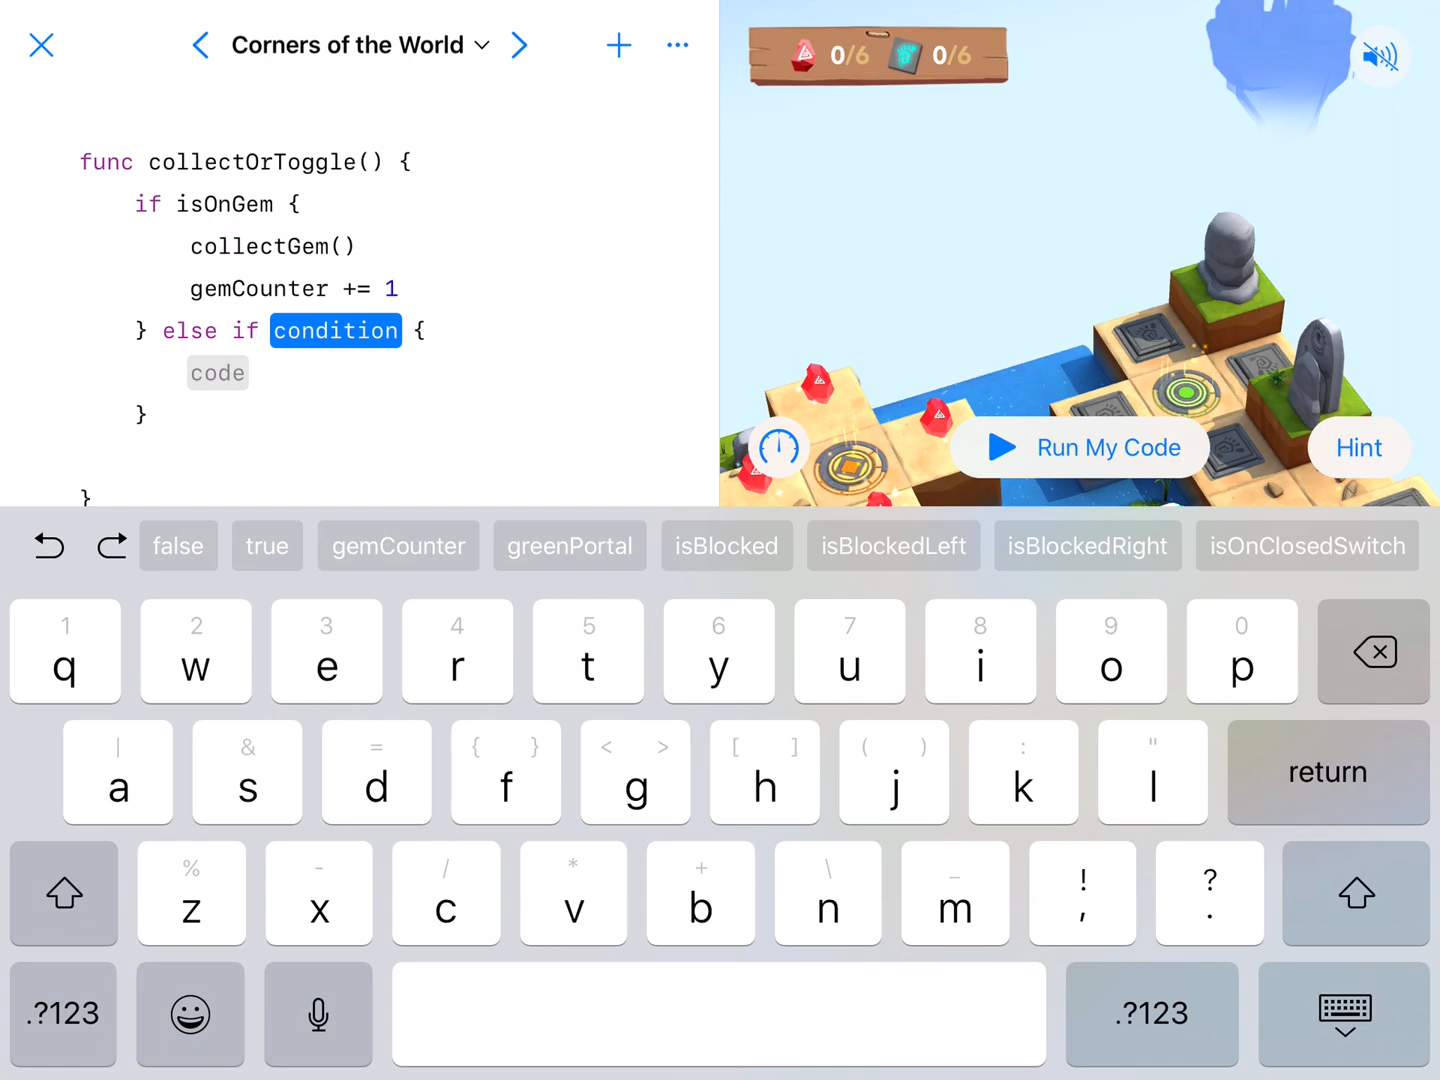 Corners of the World
func collectOrToggle() {
if isOnGem {
collectGem()
gemCounter += 1
} else if condition {
code
}
}
0/6 0/6
Run My Code
Hint
false true gemCounter greenPortal isBlocked isBlockedLeft isBlockedRight isOnClosedSwitch
1 2 3 4 5 6 7 8 9 0
q w e r t y u i o p
| & = { } < > [ ] ( ) : "
a s d f g h j k l return
% - / * + \ _ ! ?
z x c v b n m , .
.?123 .?123